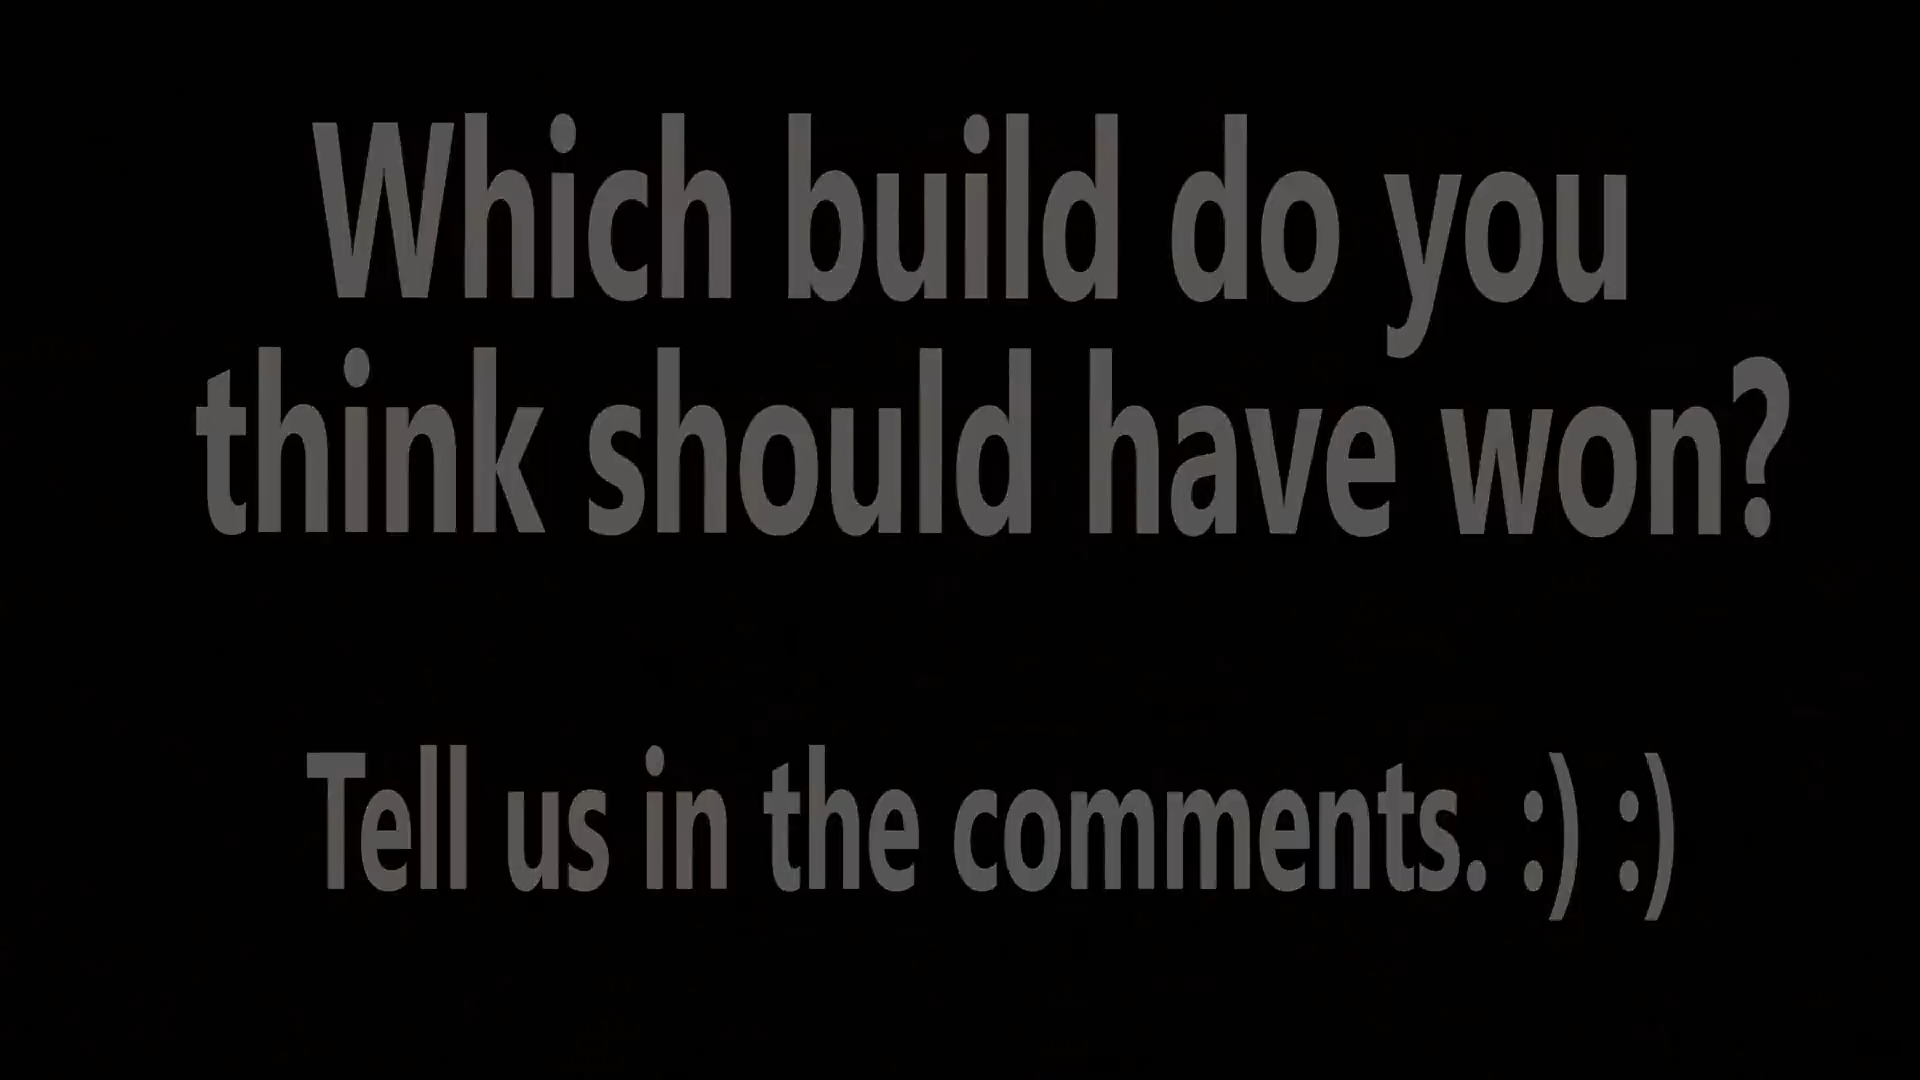 Which build do you
think should have won?
Tell us in the comments. :) :)